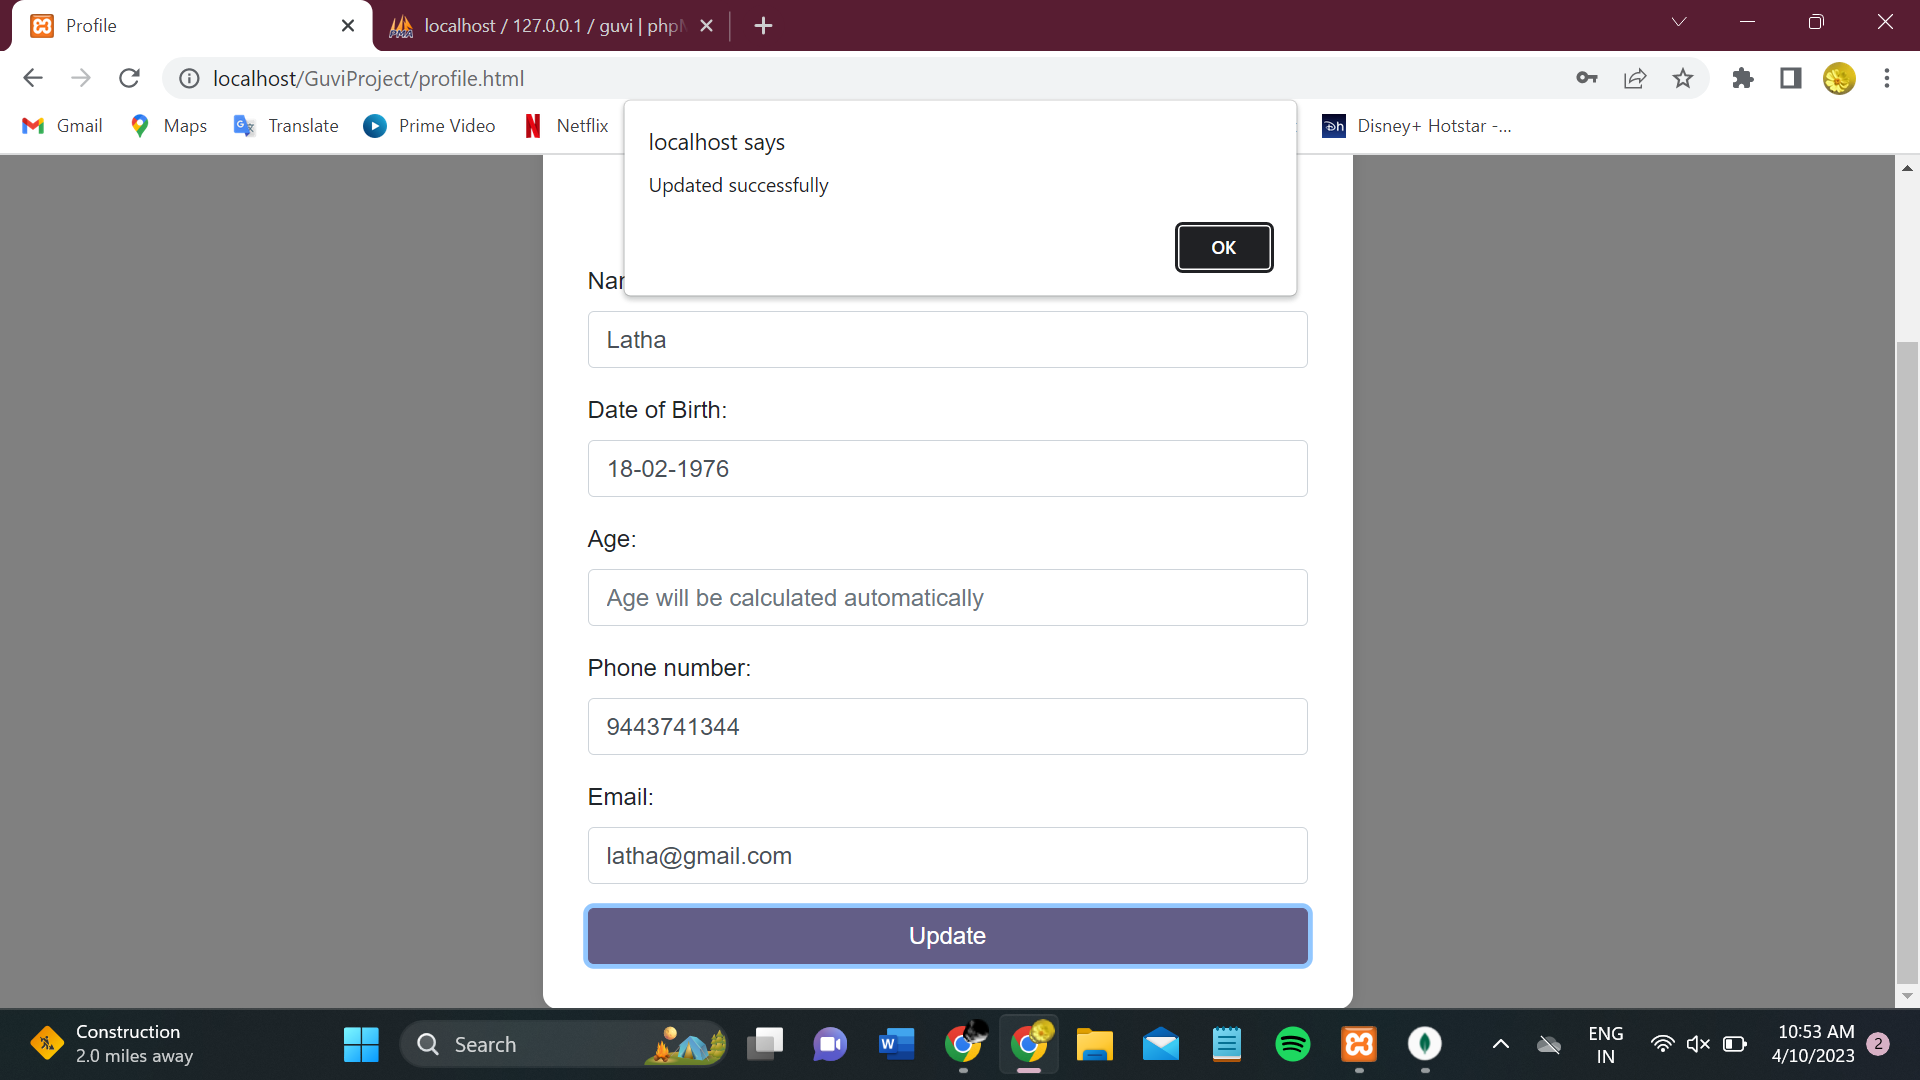 Profile
localhost / 127.0.0.1 / guvi | php
localhost/GuviProject/profile.html
Gmail
Maps
Translate
Prime Video
Netflix
Disney+ Hotstar -...
localhost says
Updated successfully
OK
Latha
Date of Birth:
18-02-1976
Age:
Age will be calculated automatically
Phone number:
9443741344
Email:
latha@gmail.com
Update
Construction
2.0 miles away
Search
ENG
IN
10:53 AM
4/10/2023
2